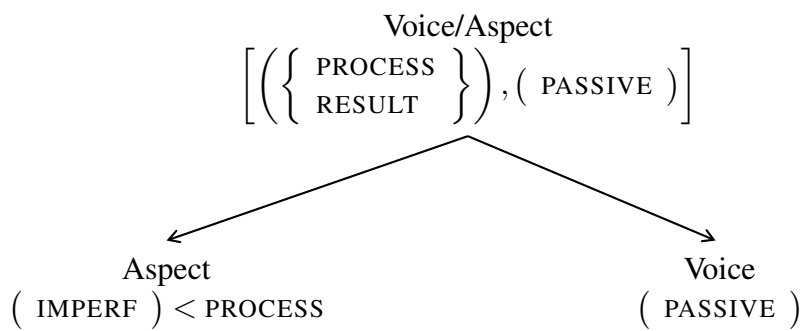 Voice/Aspect
[({ PROCESS RESULT }), ( PASSIVE )]
Aspect
( IMPERF ) < PROCESS
Voice
( PASSIVE )